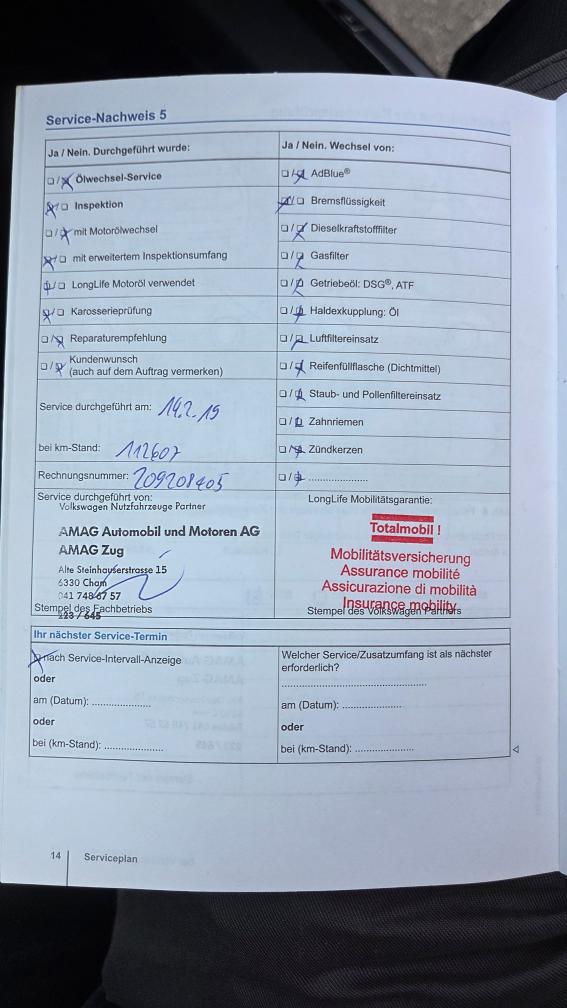 Service-Nachweis 5
Ja / Nein. Durchgeführt wurde:
❏ / ❏ Ölwechsel-Service
❏ / ❏ Inspektion
❏ / ❏ mit Motorölwechsel
❏ / ❏ mit erweitertem Inspektionsumfang
❏ / ❏ LongLife Motoröl verwendet
❏ / ❏ Karosserieprüfung
❏ / ❏ Reparaturempfehlung
❏ / ❏ Kundenwunsch
(auch auf dem Auftrag vermerken)
Service durchgeführt am: 14.2.19
bei km-Stand: 112607
Rechnungsnummer: 209208405
Service durchgeführt von:
Volkswagen Nutzfahrzeuge Partner
AMAG Automobil und Motoren AG
AMAG Zug
Alte Steinhauserstrasse 15
6330 Cham
041 748 67 57
223 / 645
Stempel des Fachbetriebs
Ja / Nein. Wechsel von:
❏ / ❏ AdBlue®
❏ / ❏ Bremsflüssigkeit
❏ / ❏ Dieselkraftstofffilter
❏ / ❏ Gasfilter
❏ / ❏ Getriebeöl: DSG®, ATF
❏ / ❏ Haldexkupplung: Öl
❏ / ❏ Luftfiltereinsatz
❏ / ❏ Reifenfüllflasche (Dichtmittel)
❏ / ❏ Staub- und Pollenfiltereinsatz
❏ / ❏ Zahnriemen
❏ / ❏ Zündkerzen
❏ / ❏ .....................
LongLife Mobilitätsgarantie:
Totalmobil !
Mobilitätsversicherung
Assurance mobilité
Assicurazione di mobilità
Insurance mobility
Stempel des Volkswagen Partners
Ihr nächster Service-Termin
❏ nach Service-Intervall-Anzeige
oder
am (Datum): .....................
oder
bei (km-Stand): .....................
Welcher Service/Zusatzumfang ist als nächster
erforderlich?
..................................................
am (Datum): .....................
oder
bei (km-Stand): .....................
14 Serviceplan